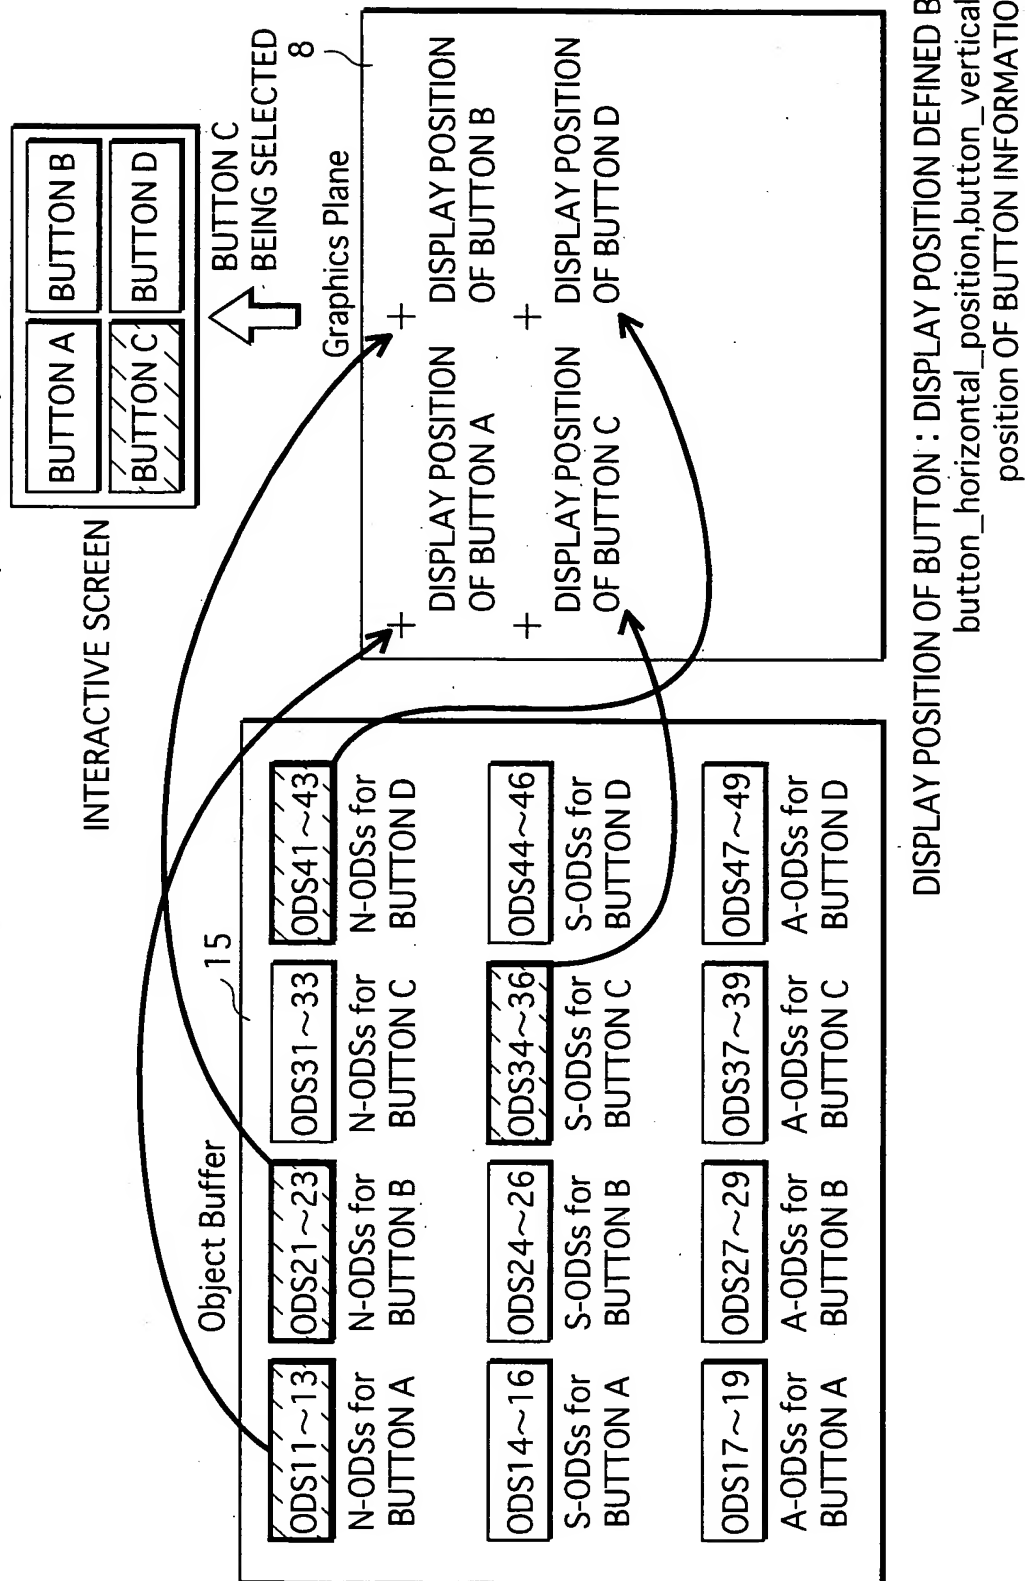 INTERACTIVE SCREEN
BUTTON A
BUTTON B
BUTTON C
BUTTON D
BUTTON C
BEING SELECTED
Object Buffer
15
ODS11~13
N-ODSs for
BUTTON A
ODS21~23
N-ODSs for
BUTTON B
ODS31~33
N-ODSs for
BUTTON C
ODS41~43
N-ODSs for
BUTTON D
ODS14~16
S-ODSs for
BUTTON A
ODS24~26
S-ODSs for
BUTTON B
ODS34~36
S-ODSs for
BUTTON C
ODS44~46
S-ODSs for
BUTTON D
ODS17~19
A-ODSs for
BUTTON A
ODS27~29
A-ODSs for
BUTTON B
ODS37~39
A-ODSs for
BUTTON C
ODS47~49
A-ODSs for
BUTTON D
Graphics Plane
8
DISPLAY POSITION
OF BUTTON A
DISPLAY POSITION
OF BUTTON B
DISPLAY POSITION
OF BUTTON C
DISPLAY POSITION
OF BUTTON D
DISPLAY POSITION OF BUTTON : DISPLAY POSITION DEFINED B
button_horizontal_position,button_vertical
position OF BUTTON INFORMATIO